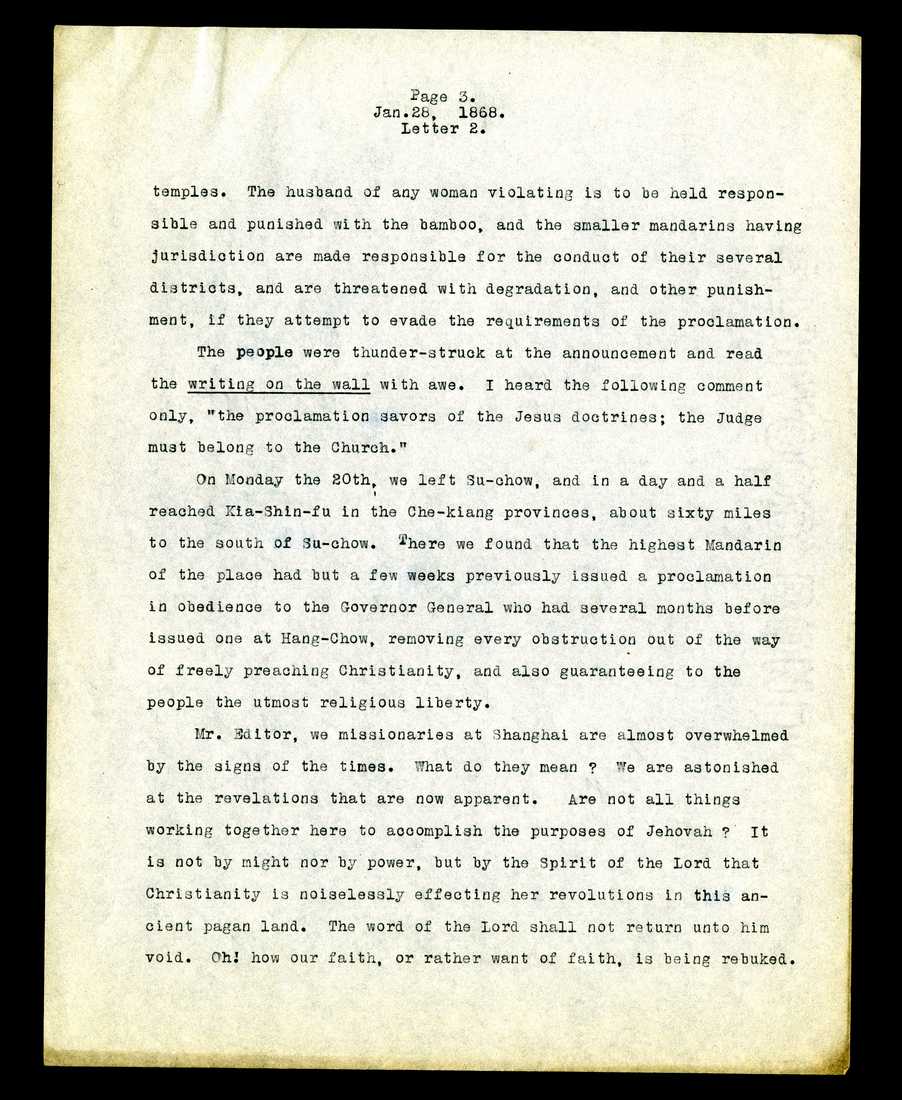 Page 3.
Jan.28, 1868.
Letter 2.
temples. The husband of any woman violating is to be held respon-
sible and punished with the bamboo, and the smaller mandarins having
jurisdiction are made responsible for the conduct of their several
districts, and are threatened with degradation, and other punish-
ment, if they attempt to evade the requirements of the proclamation.
The people were thunder-struck at the announcement and read
the writing on the wall with awe. I heard the following comment
only, "the proclamation savors of the Jesus doctrines; the Judge
must belong to the Church."
On Monday the 20th, we left Su-chow, and in a day and a half
reached Kia-Shin-fu in the Che-kiang provinces, about sixty miles
to the south of Su-chow. There we found that the highest Mandarin
of the place had but a few weeks previously issued a proclamation
in obedience to the Governor General who had several months before
issued one at Hang-Chow, removing every obstruction out of the way
of freely preaching Christianity, and also guaranteeing to the
people the utmost religious liberty.
Mr. Editor, we missionaries at Shanghai are almost overwhelmed
by the signs of the times. What do they mean ? We are astonished
at the revelations that are now apparent. Are not all things
working together here to accomplish the purposes of Jehovah ? It
is not by might nor by power, but by the Spirit of the Lord that
Christianity is noiselessly effecting her revolutions in this an-
cient pagan land. The word of the Lord shall not return unto him
void. Oh! how our faith, or rather want of faith, is being rebuked.